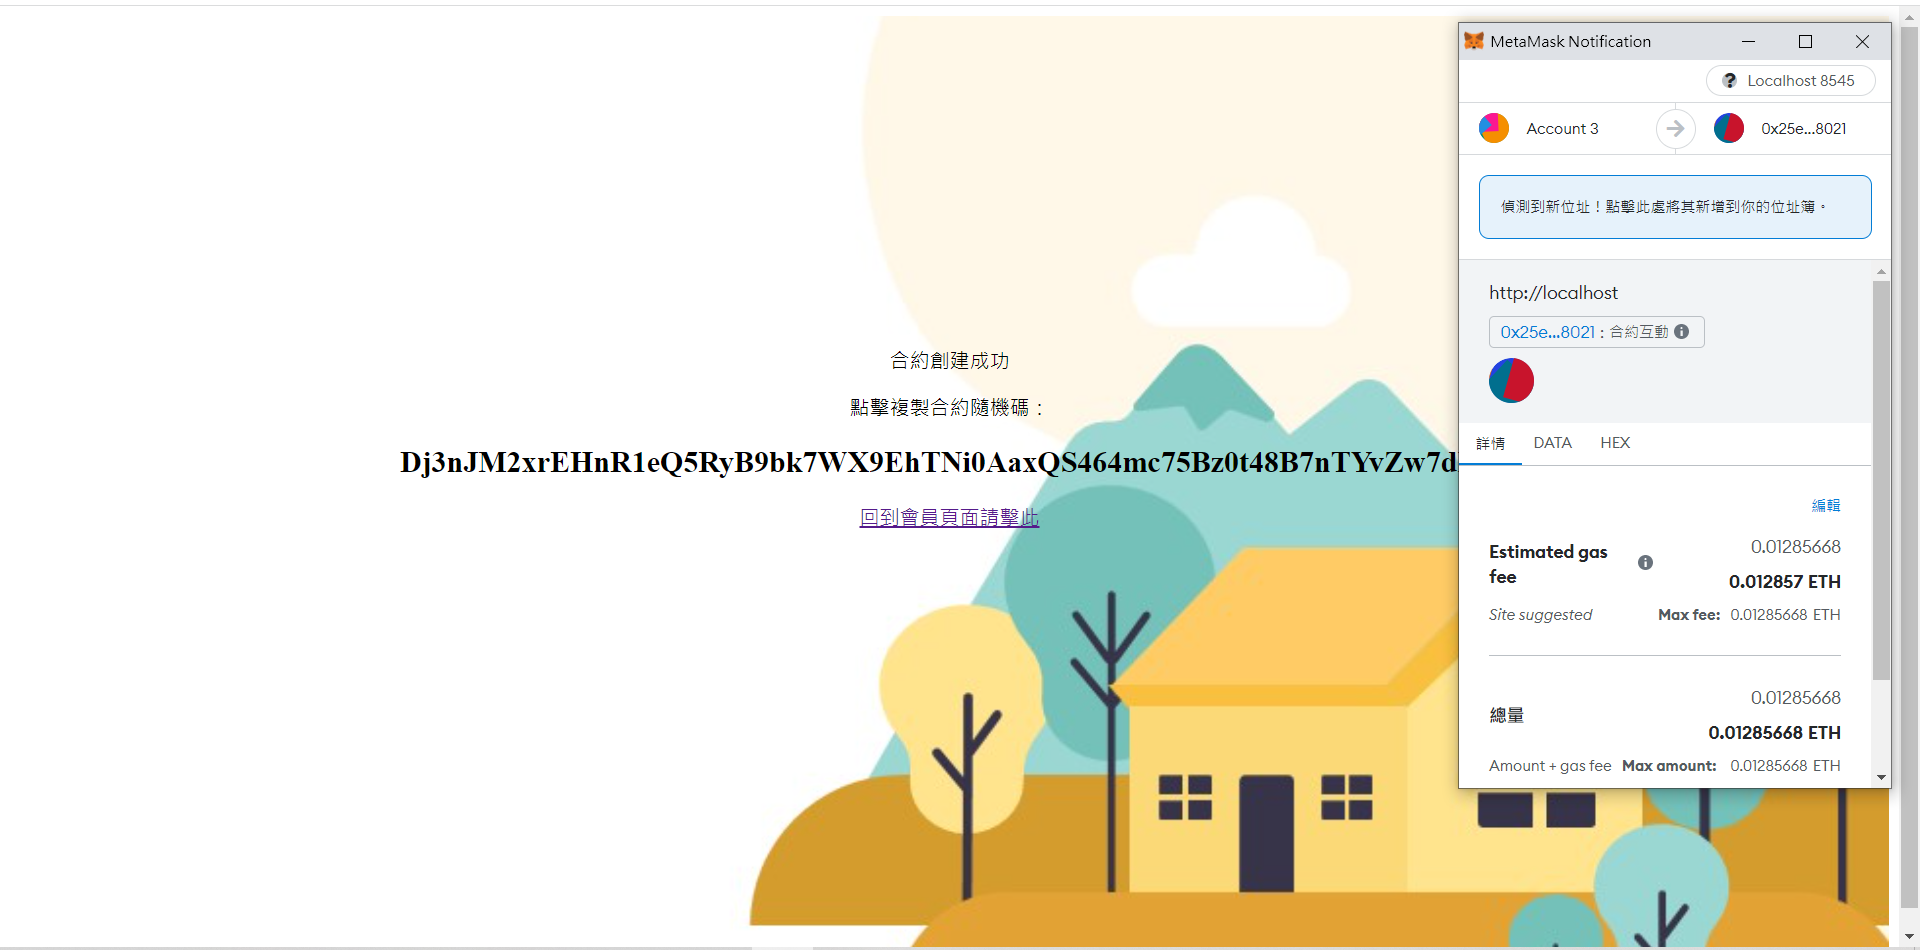 合約創建成功
點擊複製合約隨機碼：
Dj3nJM2xrEHnR1eQ5RyB9bk7WX9EhTNi0AaxQS464mc75Bz0t48B7nTYvZw7d
回到會員頁面請擊此
MetaMask Notification
Localhost 8545
Account 3
0x25e...8021
偵測到新位址！點擊此處將其新增到你的位址簿。
http://localhost
0x25e...8021 : 合約互動
詳情 DATA HEX
編輯
0.01285668
Estimated gas fee
0.012857 ETH
Site suggested Max fee: 0.01285668 ETH
0.01285668
總量
0.01285668 ETH
Amount + gas fee Max amount: 0.01285668 ETH